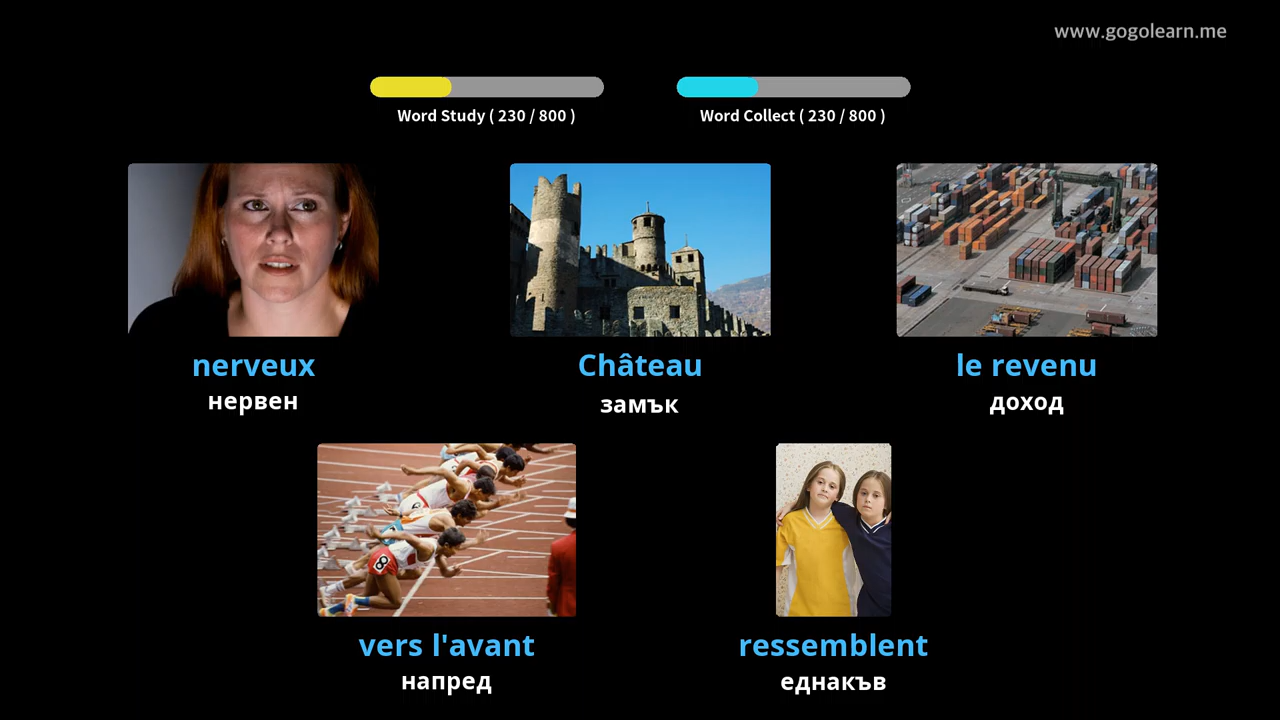 www.gogolearn.me
Word Study ( 230 / 800 )
Word Collect ( 230 / 800 )
nerveux
нервен
Château
замък
le revenu
доход
vers l'avant
напред
ressemblent
еднакъв
8